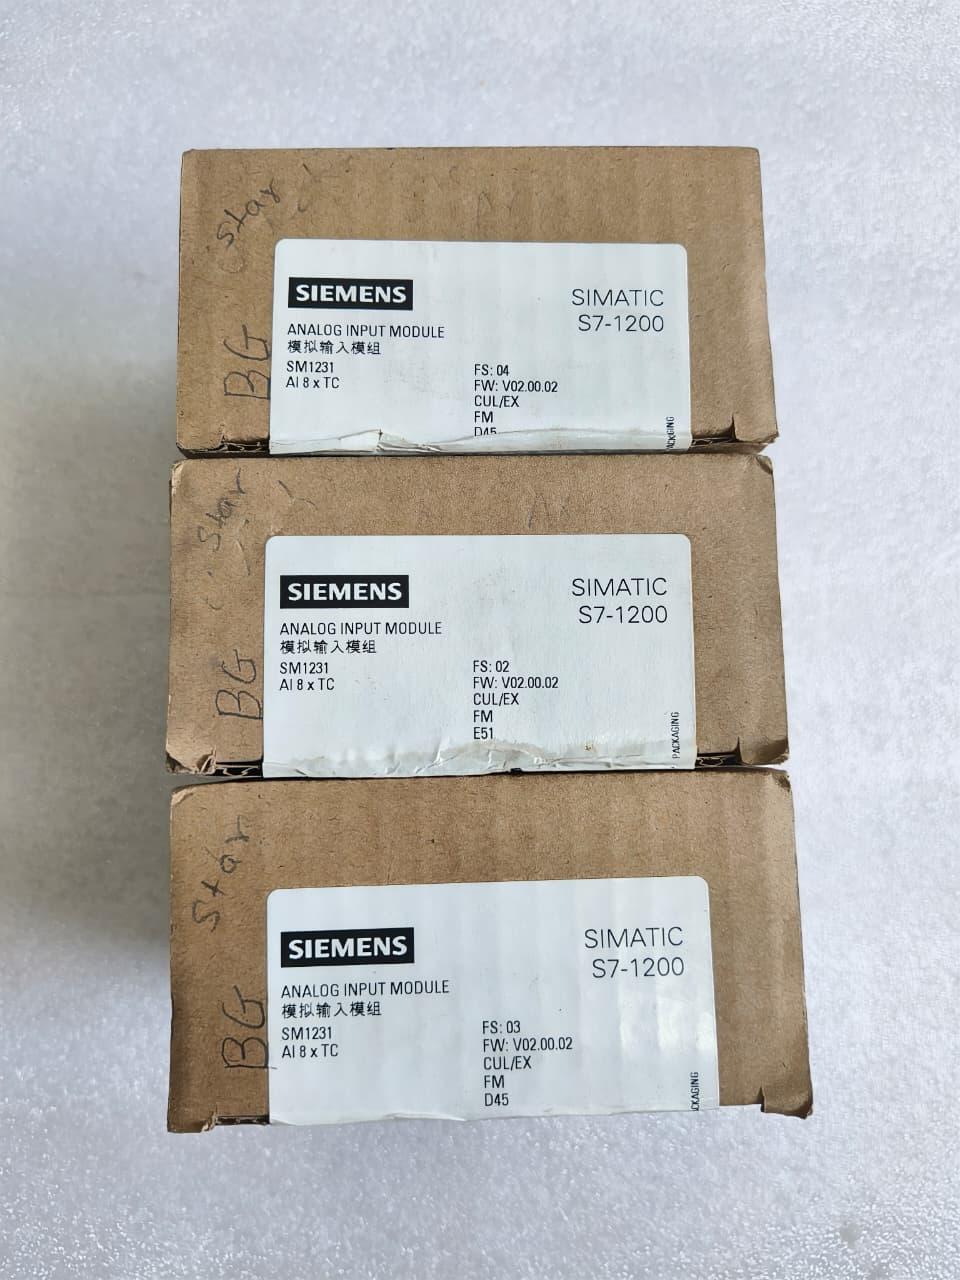 Star
BG
SIEMENS
SIMATIC
S7-1200
ANALOG INPUT MODULE
模拟输入模组
SM1231
AI 8 x TC
FS: 04
FW: V02.00.02
CUL/EX
FM
D45
Star
BG
SIEMENS
SIMATIC
S7-1200
ANALOG INPUT MODULE
模拟输入模组
SM1231
AI 8 x TC
FS: 02
FW: V02.00.02
CUL/EX
FM
E51
PACKAGING
Star
BG
SIEMENS
SIMATIC
S7-1200
ANALOG INPUT MODULE
模拟输入模组
SM1231
AI 8 x TC
FS: 03
FW: V02.00.02
CUL/EX
FM
D45